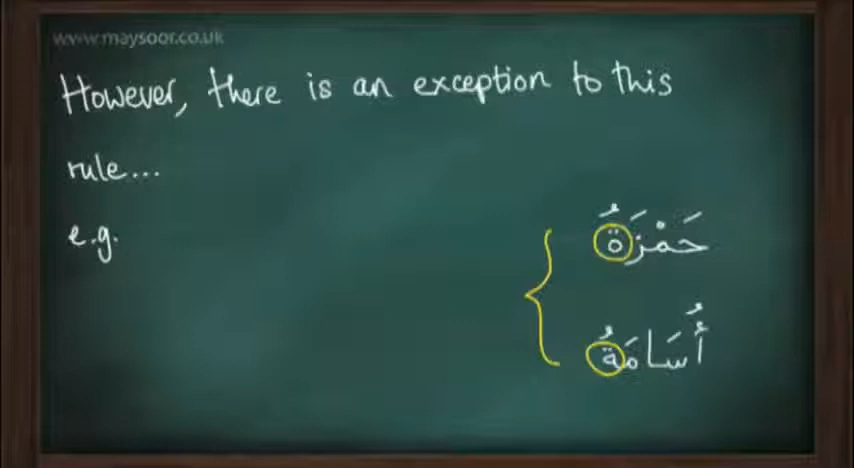 www.maysoor.co.uk
However, there is an exception to this
rule...
e.g.
حَمْزَةُ
أُسَامَةُ